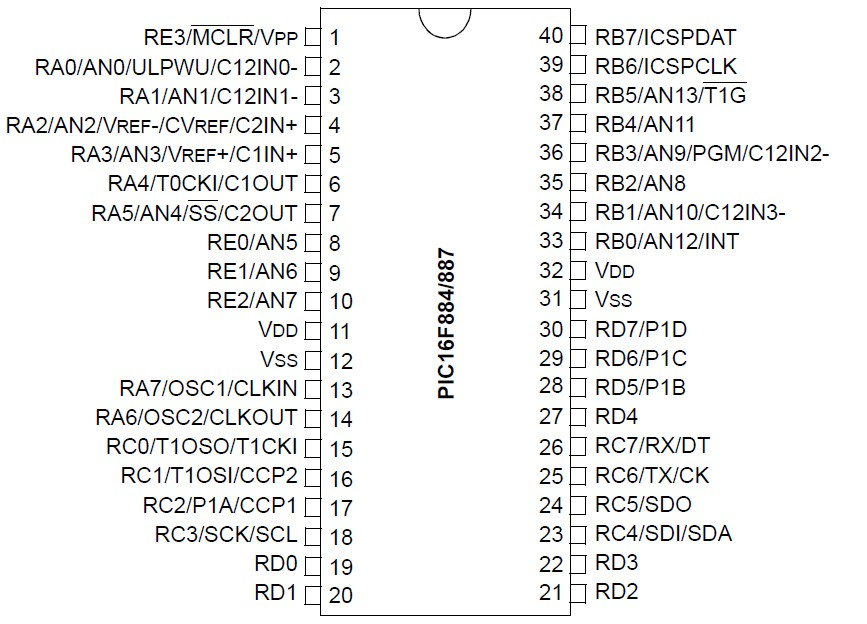 RE3/MCLR/VPP 1
RA0/AN0/ULPWU/C12IN0- 2
RA1/AN1/C12IN1- 3
RA2/AN2/VREF-/CVREF/C2IN+ 4
RA3/AN3/VREF+/C1IN+ 5
RA4/T0CKI/C1OUT 6
RA5/AN4/SS/C2OUT 7
RE0/AN5 8
RE1/AN6 9
RE2/AN7 10
VDD 11
VSS 12
RA7/OSC1/CLKIN 13
RA6/OSC2/CLKOUT 14
RC0/T1OSO/T1CKI 15
RC1/T1OSI/CCP2 16
RC2/P1A/CCP1 17
RC3/SCK/SCL 18
RD0 19
RD1 20
PIC16F884/887
40 RB7/ICSPDAT
39 RB6/ICSPCLK
38 RB5/AN13/T1G
37 RB4/AN11
36 RB3/AN9/PGM/C12IN2-
35 RB2/AN8
34 RB1/AN10/C12IN3-
33 RB0/AN12/INT
32 VDD
31 VSS
30 RD7/P1D
29 RD6/P1C
28 RD5/P1B
27 RD4
26 RC7/RX/DT
25 RC6/TX/CK
24 RC5/SDO
23 RC4/SDI/SDA
22 RD3
21 RD2